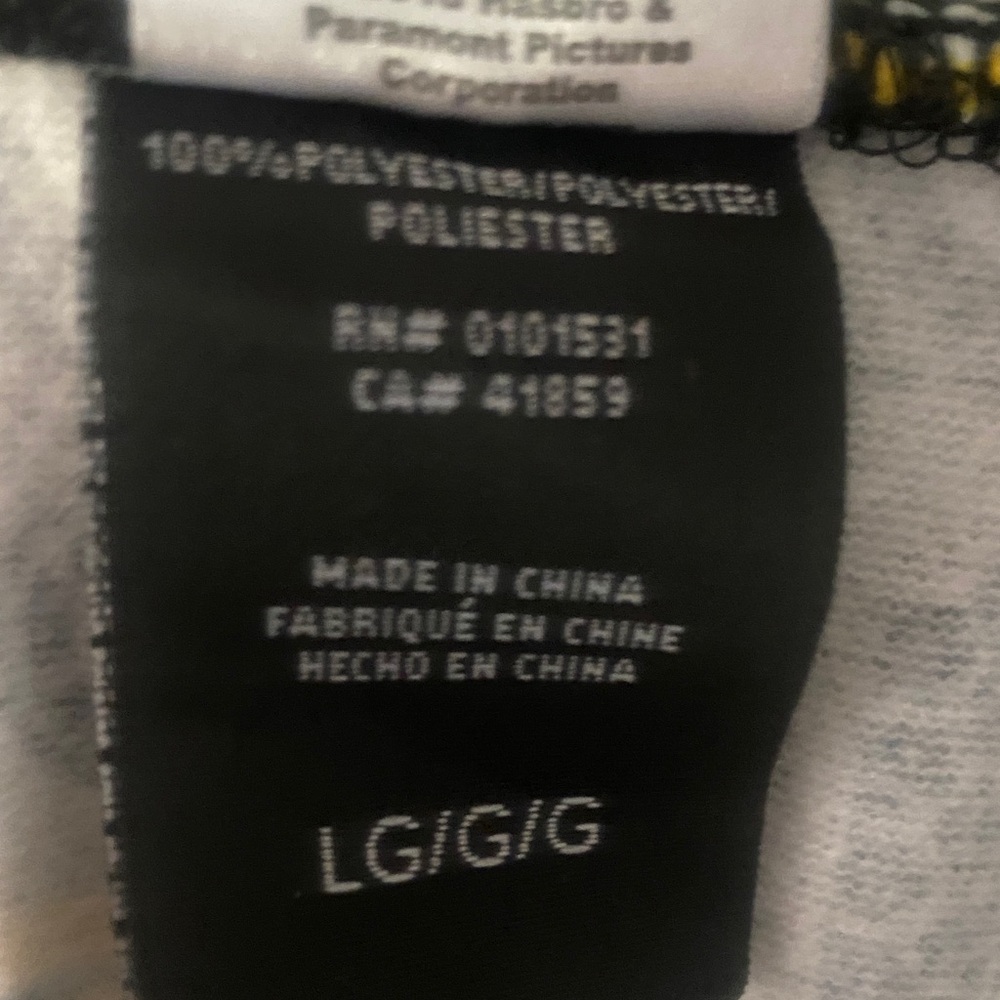 Hasbro &
Paramont Pictures
Corporation
100%POLYESTER/POLYESTER/
POLIESTER
RN# 0101531
CA# 41859
MADE IN CHINA
FABRIQUÉ EN CHINE
HECHO EN CHINA
LG/G/G